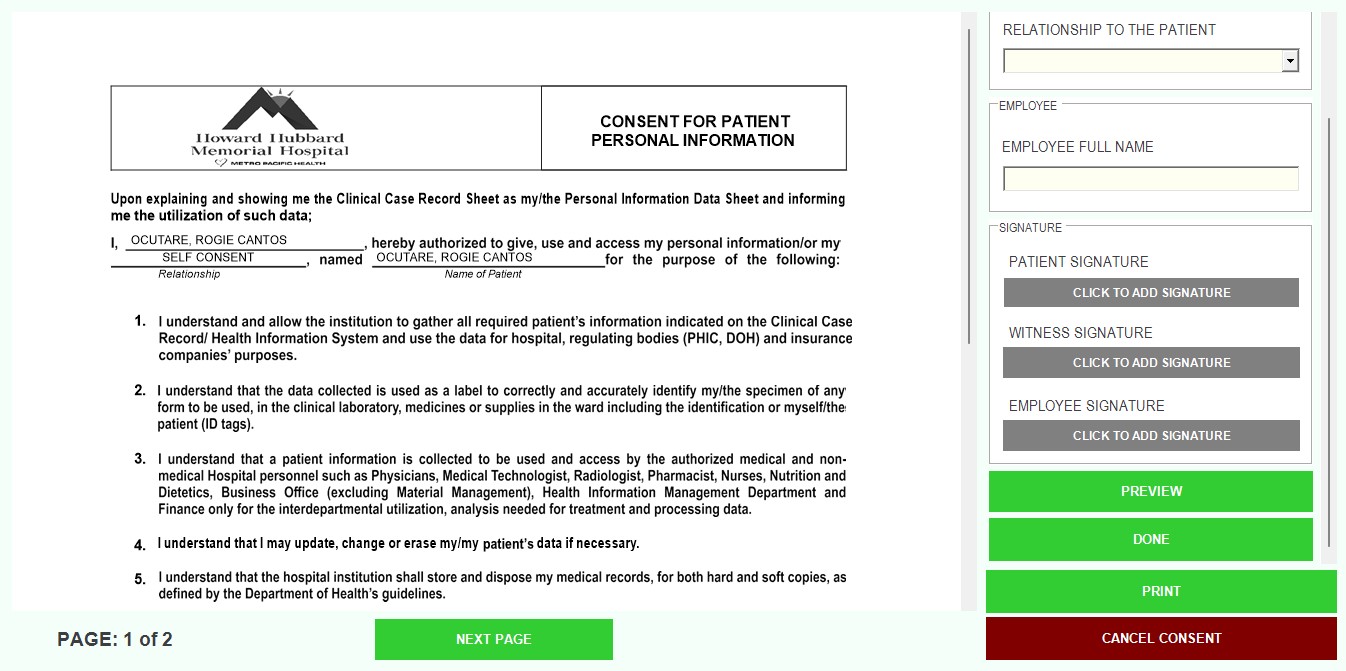 Howard Hubbard
Memorial Hospital
METRO PACIFIC HEALTH
CONSENT FOR PATIENT
PERSONAL INFORMATION
Upon explaining and showing me the Clinical Case Record Sheet as my/the Personal Information Data Sheet and informing
me the utilization of such data;
I, OCUTARE, ROGIE CANTOS , hereby authorized to give, use and access my personal information/or my
SELF CONSENT , named OCUTARE, ROGIE CANTOS for the purpose of the following:
Relationship Name of Patient
1. I understand and allow the institution to gather all required patient's information indicated on the Clinical Case
Record/ Health Information System and use the data for hospital, regulating bodies (PHIC, DOH) and insurance
companies' purposes.
2. I understand that the data collected is used as a label to correctly and accurately identify my/the specimen of any
form to be used, in the clinical laboratory, medicines or supplies in the ward including the identification or myself/the
patient (ID tags).
3. I understand that a patient information is collected to be used and access by the authorized medical and non-
medical Hospital personnel such as Physicians, Medical Technologist, Radiologist, Pharmacist, Nurses, Nutrition and
Dietetics, Business Office (excluding Material Management), Health Information Management Department and
Finance only for the interdepartmental utilization, analysis needed for treatment and processing data.
4. I understand that I may update, change or erase my/my patient's data if necessary.
5. I understand that the hospital institution shall store and dispose my medical records, for both hard and soft copies, as
defined by the Department of Health's guidelines.
PAGE: 1 of 2
NEXT PAGE
RELATIONSHIP TO THE PATIENT
EMPLOYEE
EMPLOYEE FULL NAME
SIGNATURE
PATIENT SIGNATURE
CLICK TO ADD SIGNATURE
WITNESS SIGNATURE
CLICK TO ADD SIGNATURE
EMPLOYEE SIGNATURE
CLICK TO ADD SIGNATURE
PREVIEW
DONE
PRINT
CANCEL CONSENT